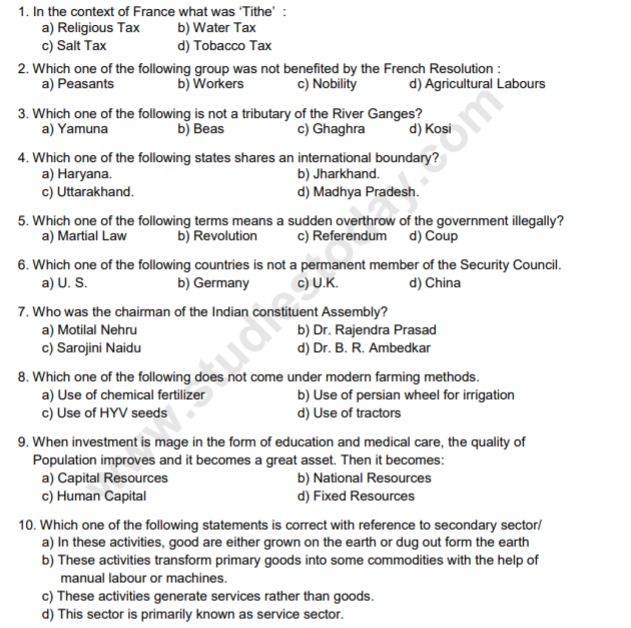 1. In the context of France what was ‘Tithe’ :
a) Religious Tax b) Water Tax
c) Salt Tax d) Tobacco Tax
2. Which one of the following group was not benefited by the French Resolution :
a) Peasants b) Workers c) Nobility d) Agricultural Labours
3. Which one of the following is not a tributary of the River Ganges?
a) Yamuna b) Beas c) Ghaghra d) Kosi
4. Which one of the following states shares an international boundary?
a) Haryana. b) Jharkhand.
c) Uttarakhand. d) Madhya Pradesh.
5. Which one of the following terms means a sudden overthrow of the government illegally?
a) Martial Law b) Revolution c) Referendum d) Coup
6. Which one of the following countries is not a permanent member of the Security Council.
a) U. S. b) Germany c) U.K. d) China
7. Who was the chairman of the Indian constituent Assembly?
a) Motilal Nehru b) Dr. Rajendra Prasad
c) Sarojini Naidu d) Dr. B. R. Ambedkar
8. Which one of the following does not come under modern farming methods.
a) Use of chemical fertilizer b) Use of persian wheel for irrigation
c) Use of HYV seeds d) Use of tractors
9. When investment is mage in the form of education and medical care, the quality of
Population improves and it becomes a great asset. Then it becomes:
a) Capital Resources b) National Resources
c) Human Capital d) Fixed Resources
10. Which one of the following statements is correct with reference to secondary sector/
a) In these activities, good are either grown on the earth or dug out form the earth
b) These activities transform primary goods into some commodities with the help of
manual labour or machines.
c) These activities generate services rather than goods.
d) This sector is primarily known as service sector.
www.studiestoday.com